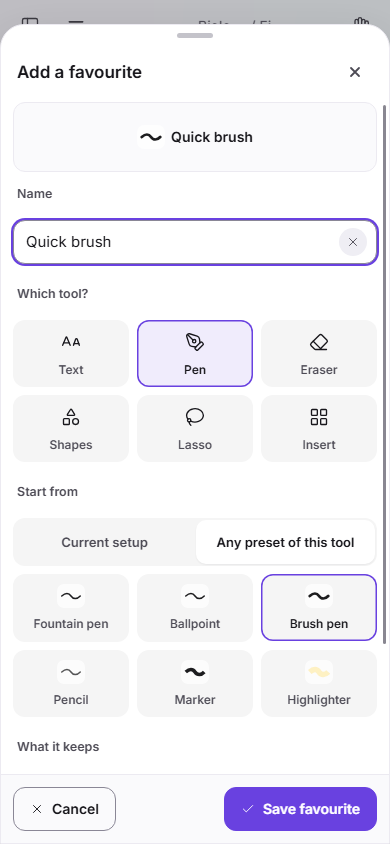 Add a favourite
Quick brush
Name
Quick brush
Which tool?
Text
Pen
Eraser
Shapes
Lasso
Insert
Start from
Current setup
Any preset of this tool
Fountain pen
Ballpoint
Brush pen
Pencil
Marker
Highlighter
What it keeps
Cancel
Save favourite